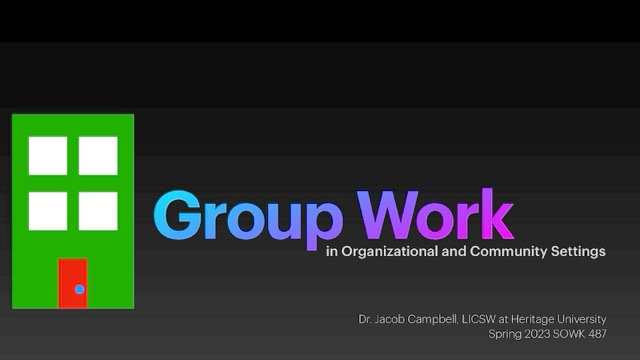 Group Work
in Organizational and Community Settings
Dr. Jacob Campbell, LICSW at Heritage University
Spring 2023 SOWK 487